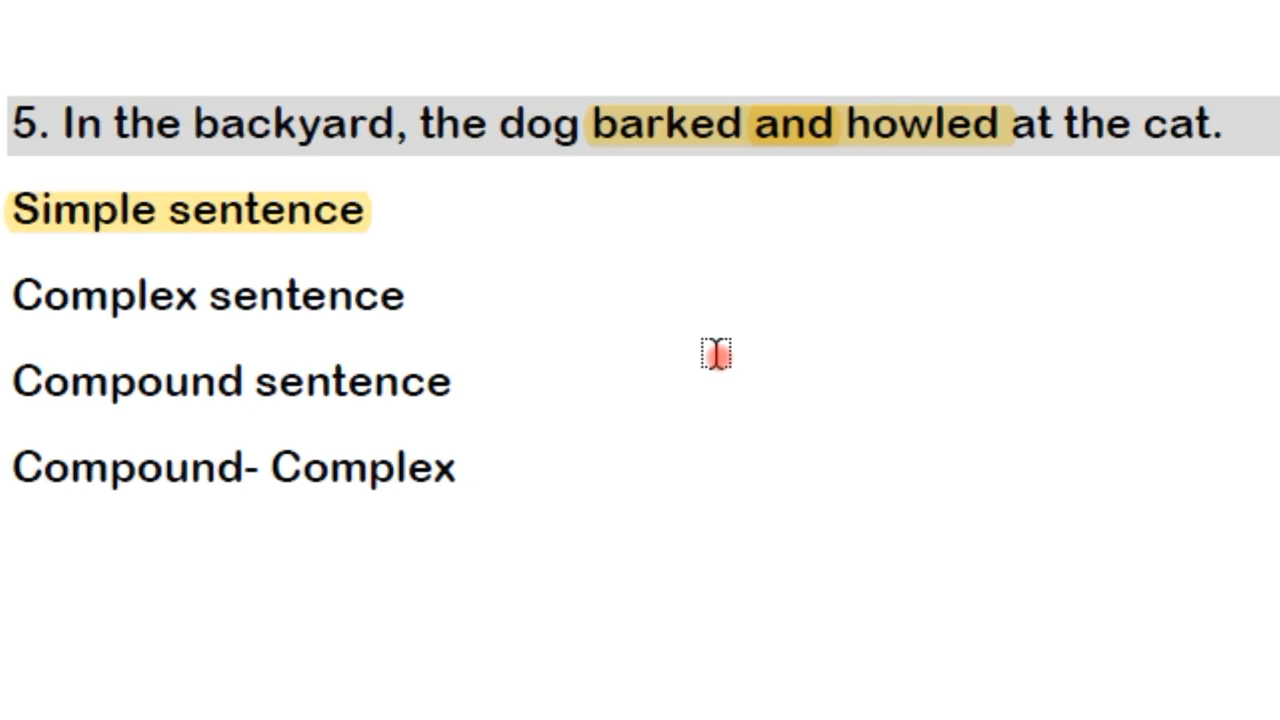 5. In the backyard, the dog barked and howled at the cat.
Simple sentence
Complex sentence
Compound sentence
Compound- Complex